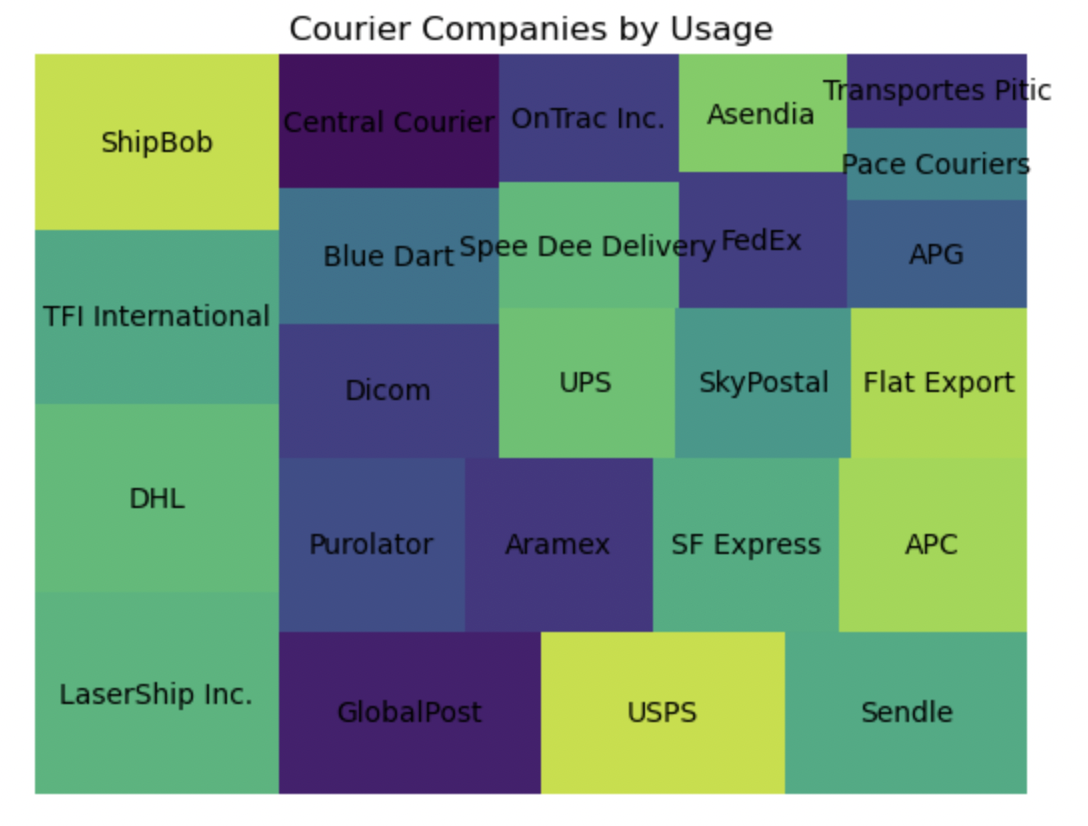 Courier Companies by Usage
ShipBob
Central Courier
OnTrac Inc.
Asendia
Transportes Pitic
Pace Couriers
Blue Dart
Spee Dee Delivery
FedEx
APG
TFI International
Dicom
UPS
SkyPostal
Flat Export
DHL
Purolator
Aramex
SF Express
APC
LaserShip Inc.
GlobalPost
USPS
Sendle